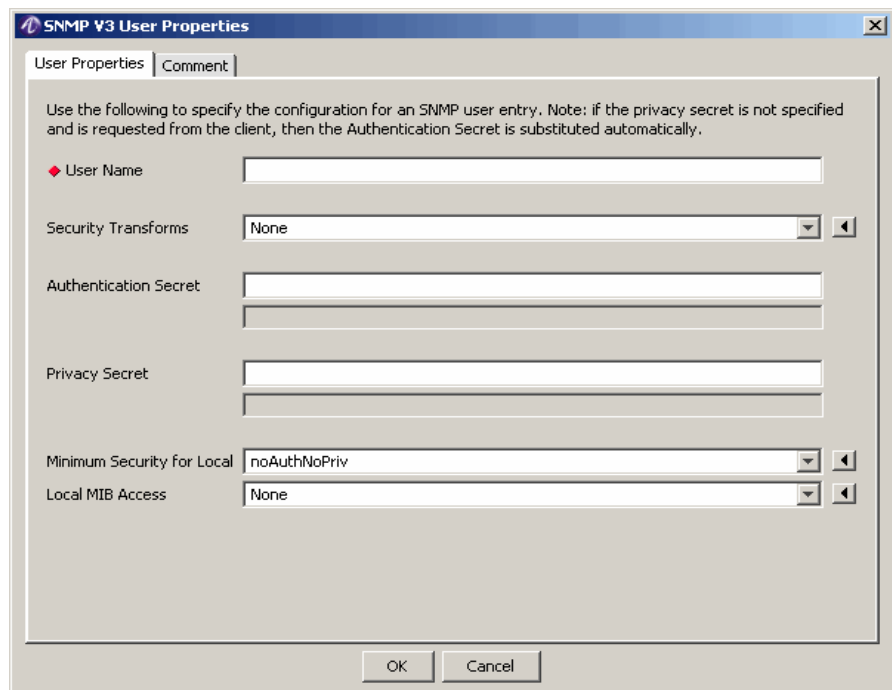 SNMP V3 User Properties
User Properties
Comment
Use the following to specify the configuration for an SNMP user entry. Note: if the privacy secret is not specified
and is requested from the client, then the Authentication Secret is substituted automatically.
User Name
Security Transforms
None
Authentication Secret
Privacy Secret
Minimum Security for Local
noAuthNoPriv
Local MIB Access
None
OK
Cancel